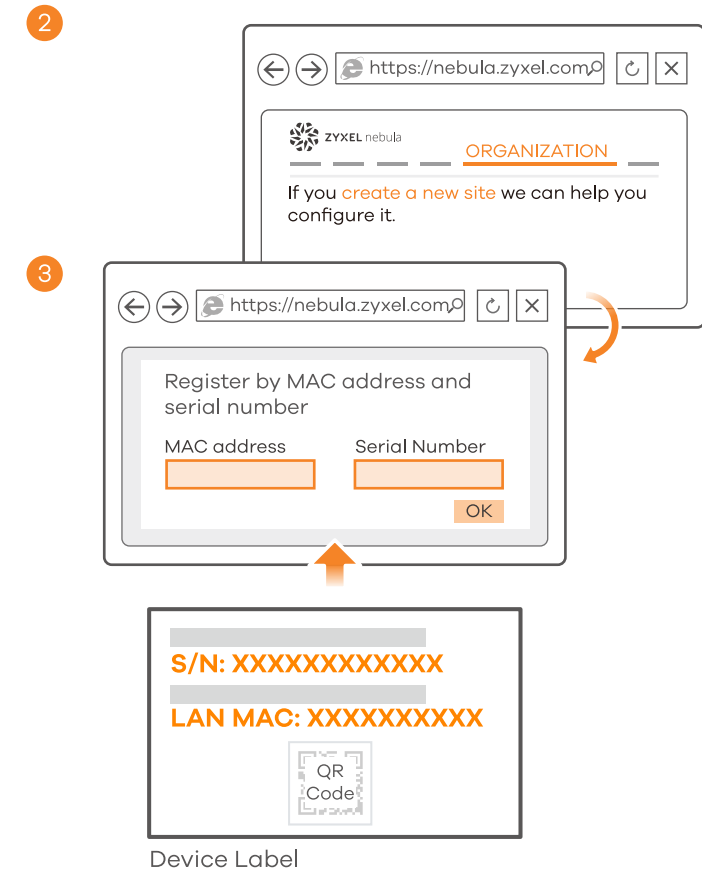 2
https://nebula.zyxel.com
ZYXEL nebula
ORGANIZATION
If you create a new site we can help you
configure it.
3
https://nebula.zyxel.com
Register by MAC address and
serial number
MAC address Serial Number
OK
S/N: XXXXXXXXXXXX
LAN MAC: XXXXXXXXXX
QR
Code
Device Label